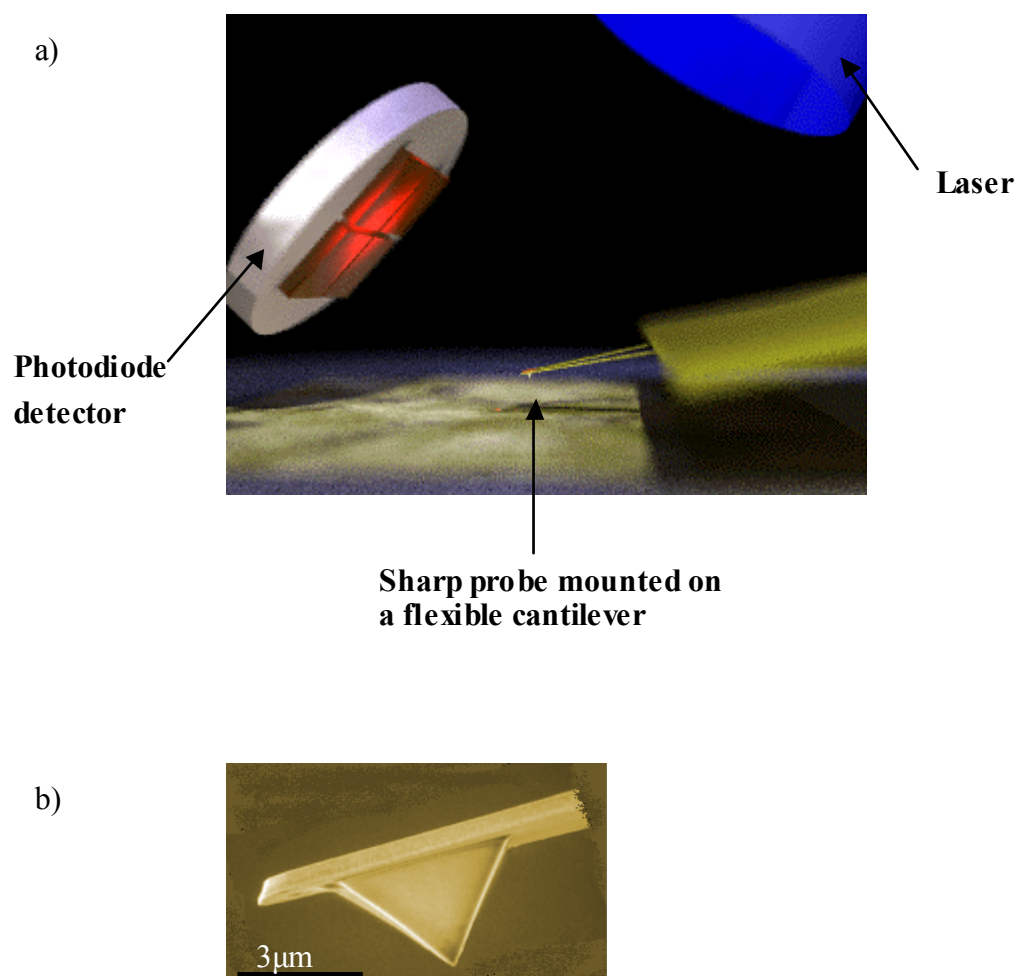 a)
Laser
Photodiode
detector
Sharp probe mounted on
a flexible cantilever
b)
3μm